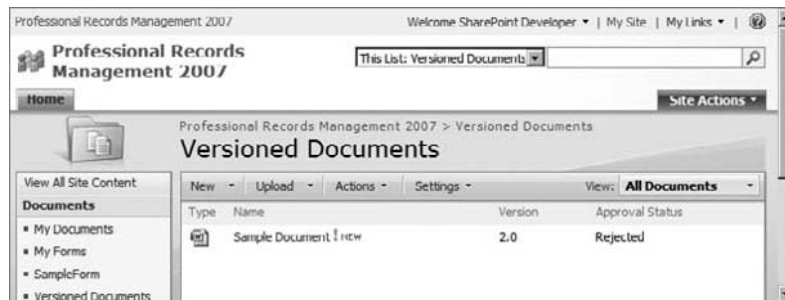 Professional Records Management 2007
Welcome SharePoint Developer | My Site | My Links
Professional Records
Management 2007
This List: Versioned Documents
Home
Site Actions
Professional Records Management 2007 > Versioned Documents
Versioned Documents
View All Site Content
New Upload Actions Settings View: All Documents
Documents
Type Name Version Approval Status
My Documents
Sample Document ! NEW 2.0 Rejected
My Forms
SampleForm
Versioned Documents